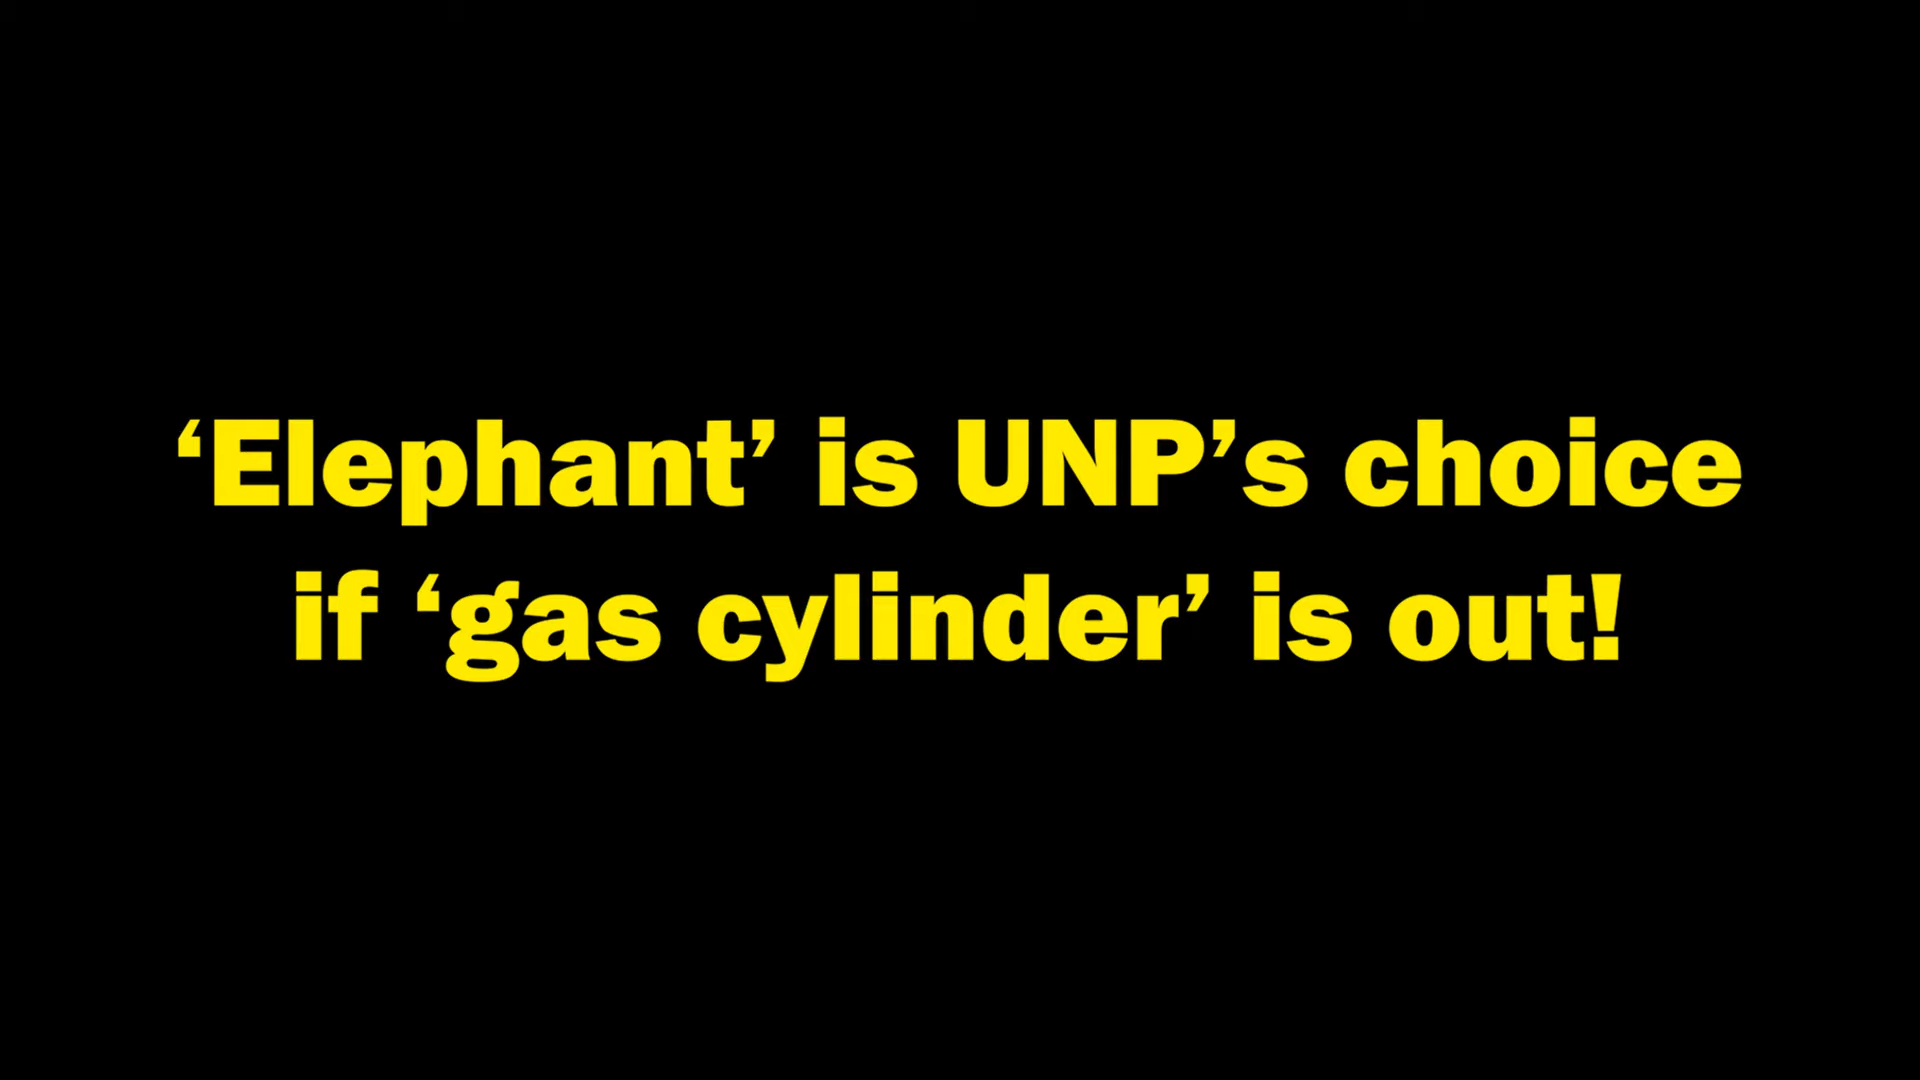 ‘Elephant’ is UNP’s choice
if ‘gas cylinder’ is out!